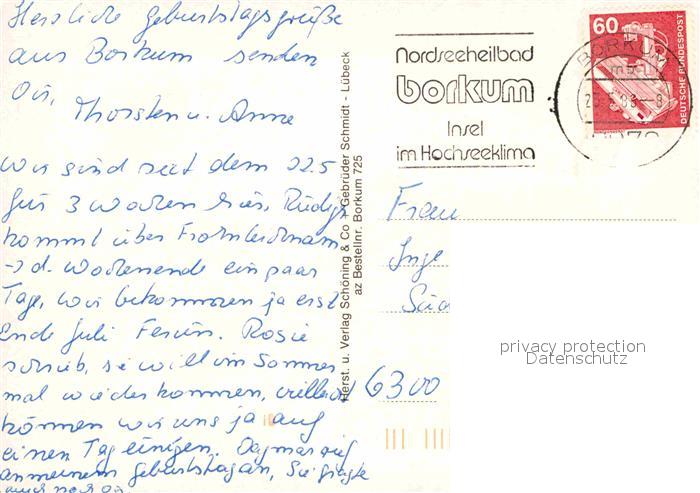 Herzliche Geburtstagsgrüße
aus Borkum senden
Dir, Thorsten u. Anne
Wir sind seit dem 22.5
für 3 Wochen hier, Rüdiger
kommt über Fronleichnam
→ d. Wochenende ein paar
Tage, wir bekommen ja erst
Ende Juli Ferien. Rosie
schrieb, sie will im Sommer
mal wiederkommen, vielleicht
können wir uns ja auf
einen Tag einigen. Dagmar rief
an meinem Geburtstag an, Sie fragte
auch nach
Herst. u. Verlag Schöning & Co + Gebrüder Schmidt - Lübeck
az Bestellnr. Borkum 725
Nordseeheilbad
borkum
Insel
im Hochseeklima
60
DEUTSCHE BUNDESPOST
BORKUM
Frau
Inge
6300
privacy protection
Datenschutz